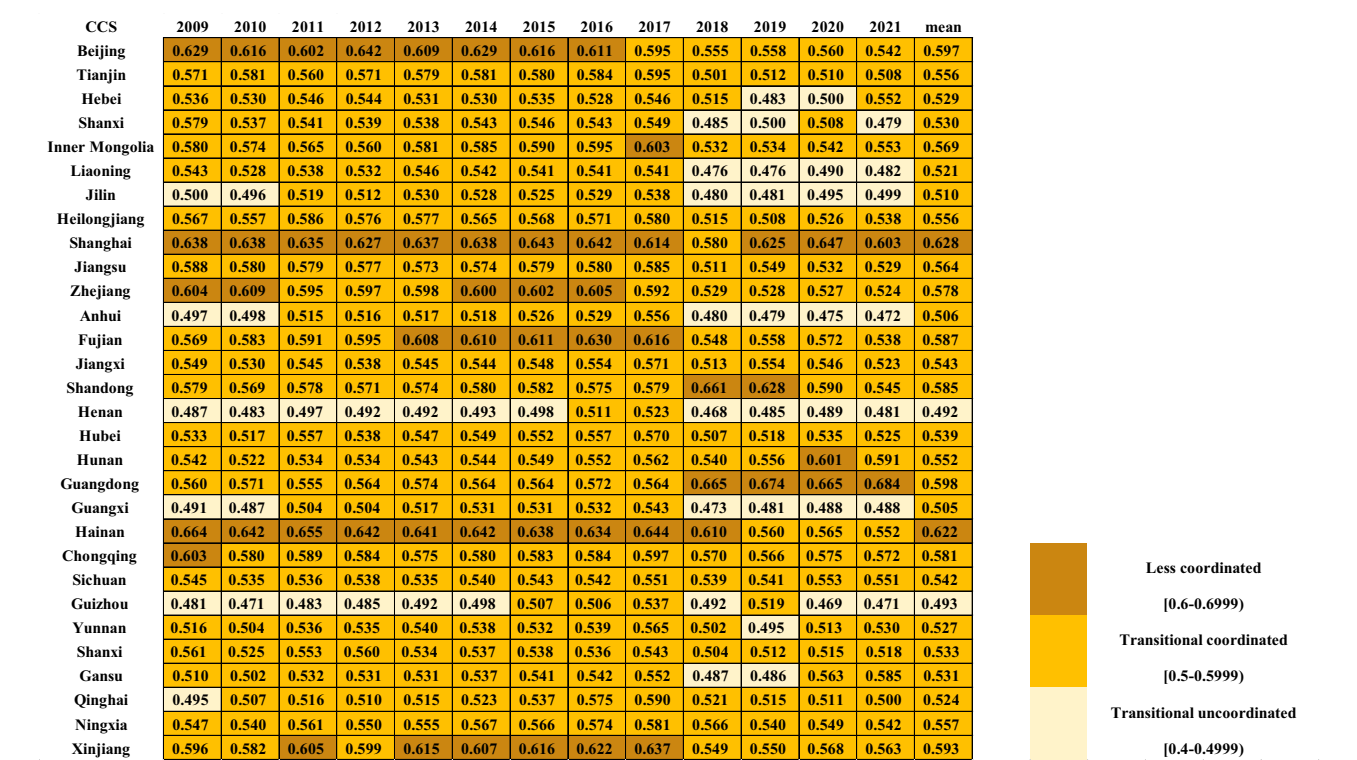 CCS 2009 2010 2011 2012 2013 2014 2015 2016 2017 2018 2019 2020 2021 mean
Beijing 0.629 0.616 0.602 0.642 0.609 0.629 0.616 0.611 0.595 0.555 0.558 0.560 0.542 0.597
Tianjin 0.571 0.581 0.560 0.571 0.579 0.581 0.580 0.584 0.595 0.501 0.512 0.510 0.508 0.556
Hebei 0.536 0.530 0.546 0.544 0.531 0.530 0.535 0.528 0.546 0.515 0.483 0.500 0.552 0.529
Shanxi 0.579 0.537 0.541 0.539 0.538 0.543 0.546 0.543 0.549 0.485 0.500 0.508 0.479 0.530
Inner Mongolia 0.580 0.574 0.565 0.560 0.581 0.585 0.590 0.595 0.603 0.532 0.534 0.542 0.553 0.569
Liaoning 0.543 0.528 0.538 0.532 0.546 0.542 0.541 0.541 0.541 0.476 0.476 0.490 0.482 0.521
Jilin 0.500 0.496 0.519 0.512 0.530 0.528 0.525 0.529 0.538 0.480 0.481 0.495 0.499 0.510
Heilongjiang 0.567 0.557 0.586 0.576 0.577 0.565 0.568 0.571 0.580 0.515 0.508 0.526 0.538 0.556
Shanghai 0.638 0.638 0.635 0.627 0.637 0.638 0.643 0.642 0.614 0.580 0.625 0.647 0.603 0.628
Jiangsu 0.588 0.580 0.579 0.577 0.573 0.574 0.579 0.580 0.585 0.511 0.549 0.532 0.529 0.564
Zhejiang 0.604 0.609 0.595 0.597 0.598 0.600 0.602 0.605 0.592 0.529 0.528 0.527 0.524 0.578
Anhui 0.497 0.498 0.515 0.516 0.517 0.518 0.526 0.529 0.556 0.480 0.479 0.475 0.472 0.506
Fujian 0.569 0.583 0.591 0.595 0.608 0.610 0.611 0.630 0.616 0.548 0.558 0.572 0.538 0.587
Jiangxi 0.549 0.530 0.545 0.538 0.545 0.544 0.548 0.554 0.571 0.513 0.554 0.546 0.523 0.543
Shandong 0.579 0.569 0.578 0.571 0.574 0.580 0.582 0.575 0.579 0.661 0.628 0.590 0.545 0.585
Henan 0.487 0.483 0.497 0.492 0.492 0.493 0.498 0.511 0.523 0.468 0.485 0.489 0.481 0.492
Hubei 0.533 0.517 0.557 0.538 0.547 0.549 0.552 0.557 0.570 0.507 0.518 0.535 0.525 0.539
Hunan 0.542 0.522 0.534 0.534 0.543 0.544 0.549 0.552 0.562 0.540 0.556 0.601 0.591 0.552
Guangdong 0.560 0.571 0.555 0.564 0.574 0.564 0.564 0.572 0.564 0.665 0.674 0.665 0.684 0.598
Guangxi 0.491 0.487 0.504 0.504 0.517 0.531 0.531 0.532 0.543 0.473 0.481 0.488 0.488 0.505
Hainan 0.664 0.642 0.655 0.642 0.641 0.642 0.638 0.634 0.644 0.610 0.560 0.565 0.552 0.622
Chongqing 0.603 0.580 0.589 0.584 0.575 0.580 0.583 0.584 0.597 0.570 0.566 0.575 0.572 0.581
Sichuan 0.545 0.535 0.536 0.538 0.535 0.540 0.543 0.542 0.551 0.539 0.541 0.553 0.551 0.542
Guizhou 0.481 0.471 0.483 0.485 0.492 0.498 0.507 0.506 0.537 0.492 0.519 0.469 0.471 0.493
Yunnan 0.516 0.504 0.536 0.535 0.540 0.538 0.532 0.539 0.565 0.502 0.495 0.513 0.530 0.527
Shanxi 0.561 0.525 0.553 0.560 0.534 0.537 0.538 0.536 0.543 0.504 0.512 0.515 0.518 0.533
Gansu 0.510 0.502 0.532 0.531 0.531 0.537 0.541 0.542 0.552 0.487 0.486 0.563 0.585 0.531
Qinghai 0.495 0.507 0.516 0.510 0.515 0.523 0.537 0.575 0.590 0.521 0.515 0.511 0.500 0.524
Ningxia 0.547 0.540 0.561 0.550 0.555 0.567 0.566 0.574 0.581 0.566 0.540 0.549 0.542 0.557
Xinjiang 0.596 0.582 0.605 0.599 0.615 0.607 0.616 0.622 0.637 0.549 0.550 0.568 0.563 0.593
Less coordinated
[0.6-0.6999)
Transitional coordinated
[0.5-0.5999)
Transitional uncoordinated
[0.4-0.4999)